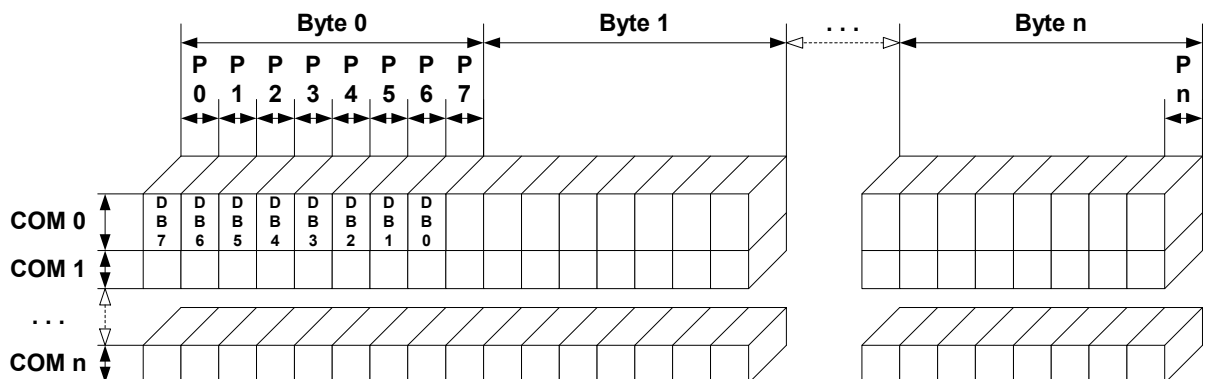 Byte 0 Byte 1 . . . Byte n
P P P P P P P P P
0 1 2 3 4 5 6 7 n
COM 0
D D D D D D D D
B B B B B B B B
7 6 5 4 3 2 1 0
COM 1
. . .
COM n